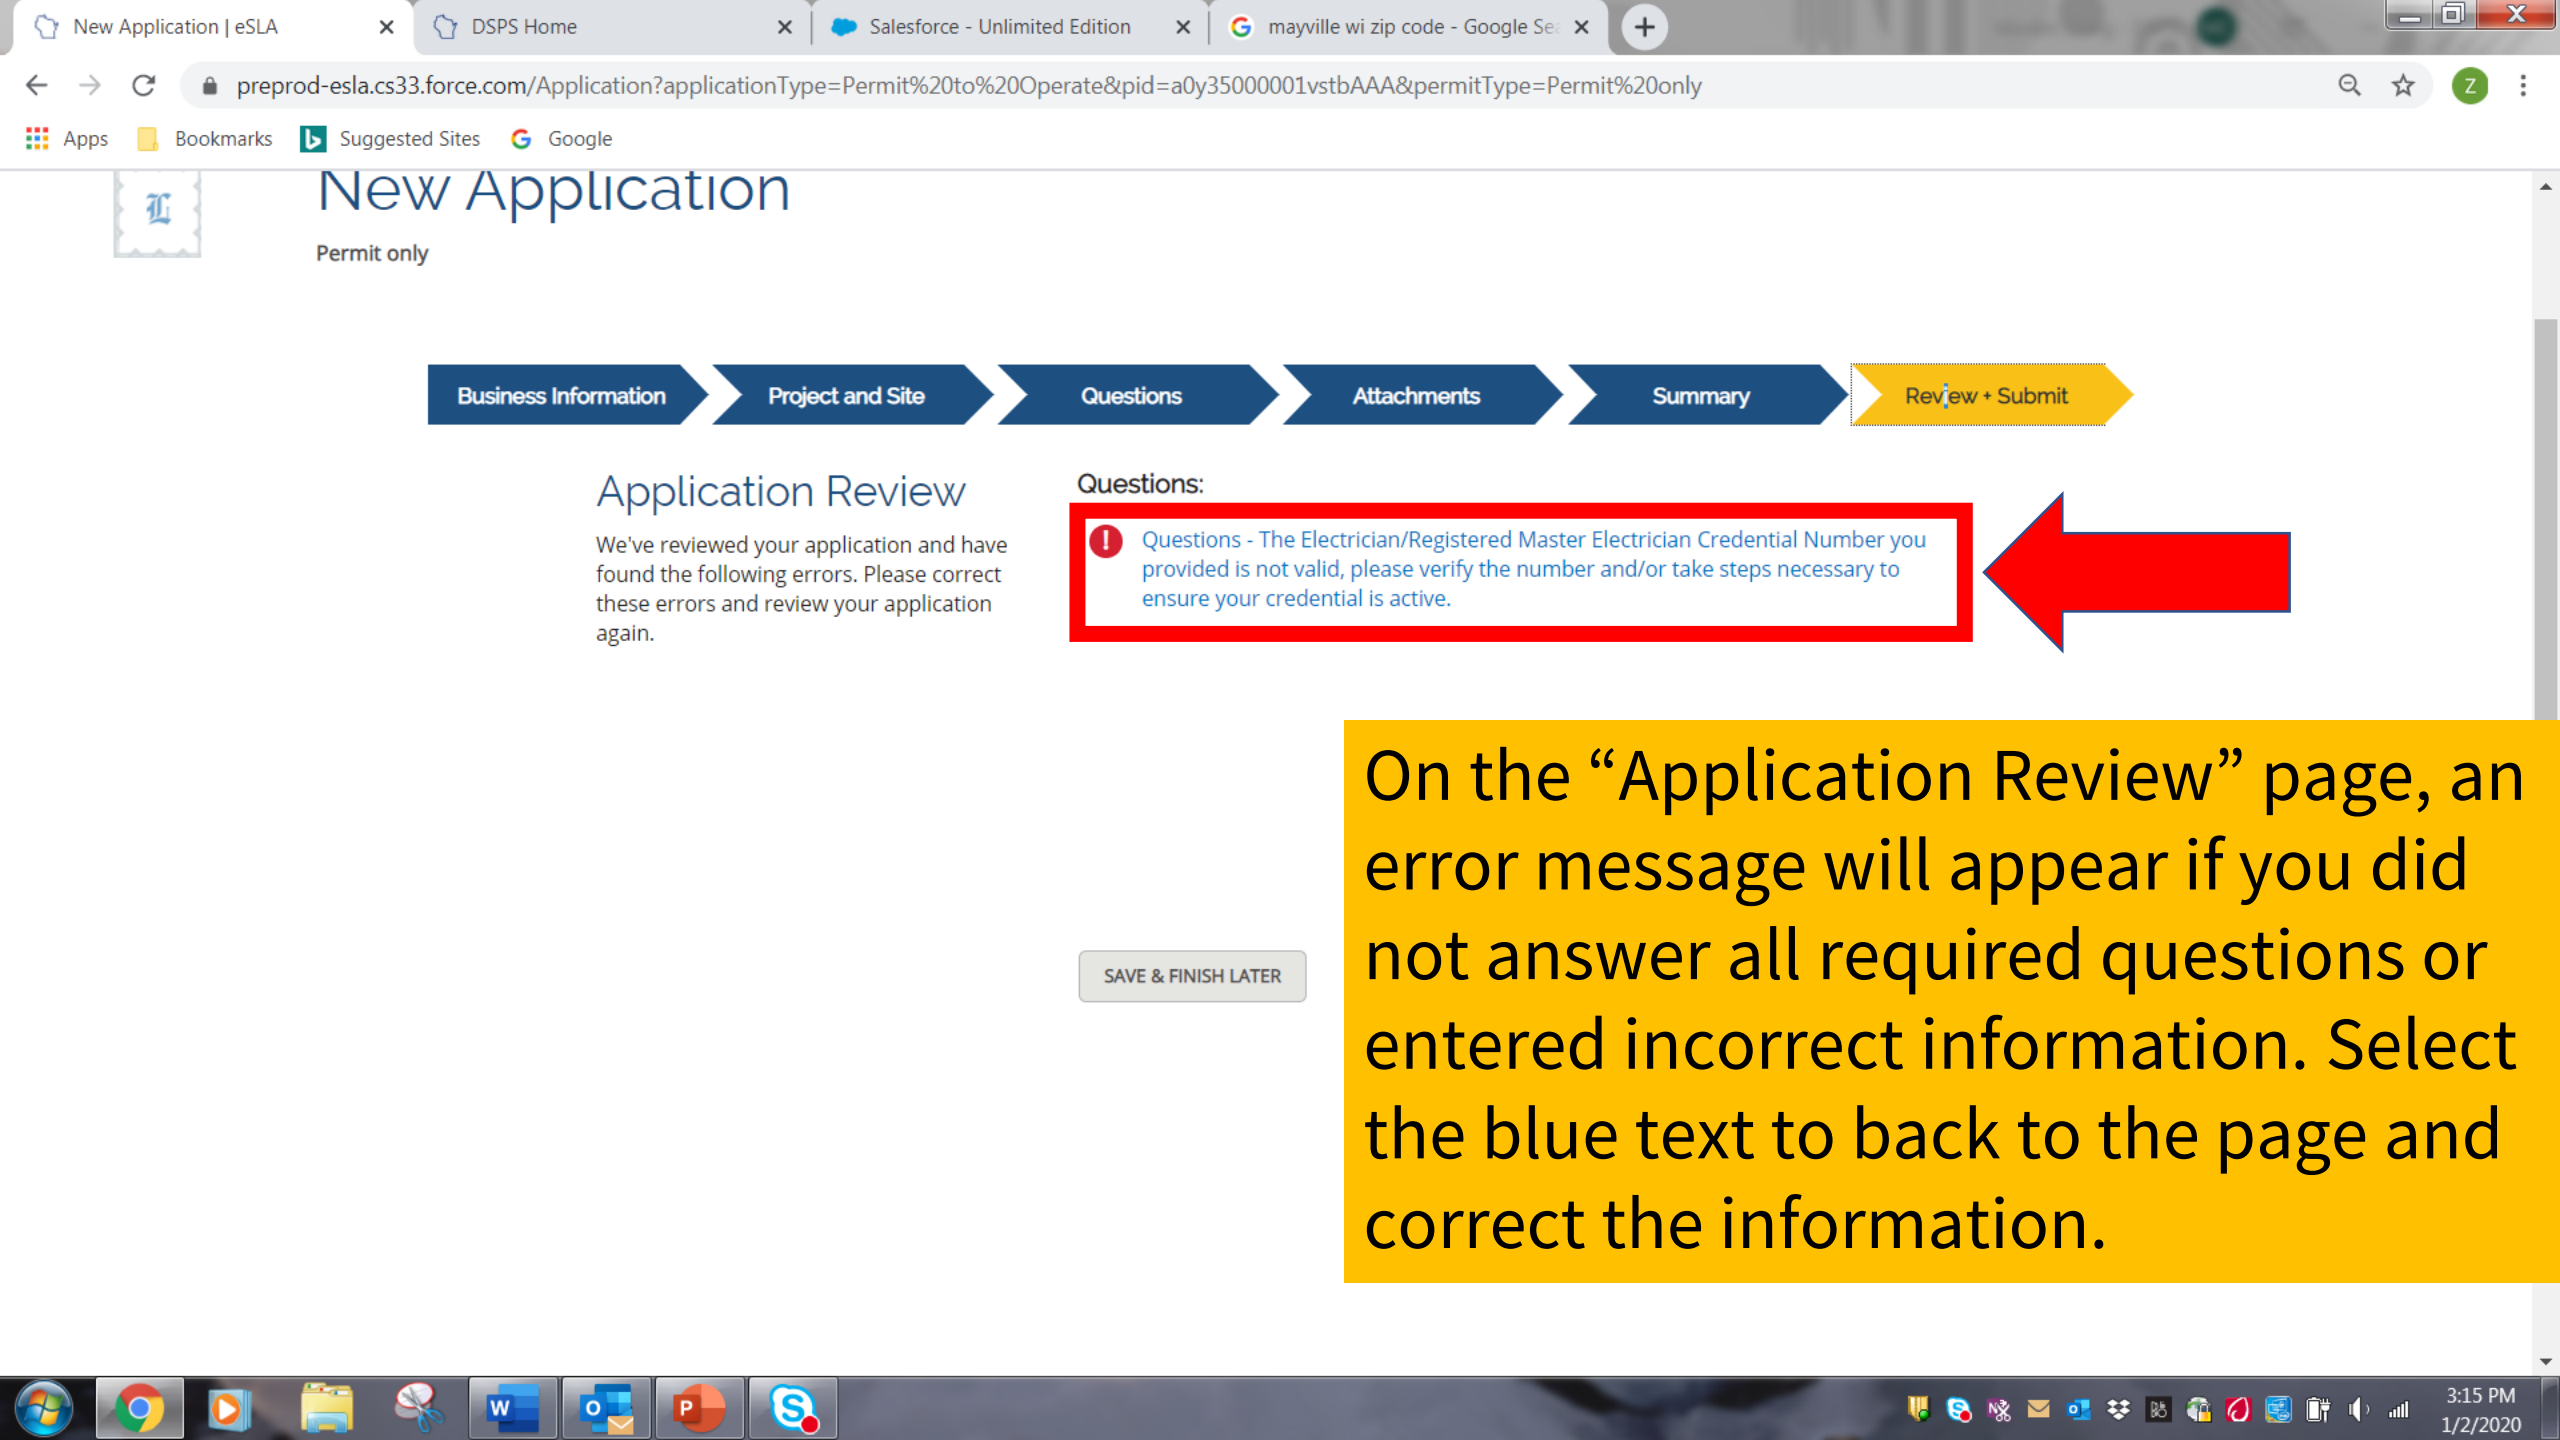 New Application | eSLA
DSPS Home
Salesforce - Unlimited Edition
mayville wi zip code - Google Se
preprod-esla.cs33.force.com/Application?applicationType=Permit%20to%20Operate&pid=a0y35000001vstbAAA&permitType=Permit%20only
Z
Apps
Bookmarks
Suggested Sites
Google
L
New Application
Permit only
Business Information
Project and Site
Questions
Attachments
Summary
Review + Submit
Application Review
We've reviewed your application and have
found the following errors. Please correct
these errors and review your application
again.
Questions:
Questions - The Electrician/Registered Master Electrician Credential Number you
provided is not valid, please verify the number and/or take steps necessary to
ensure your credential is active.
SAVE & FINISH LATER
On the “Application Review” page, an
error message will appear if you did
not answer all required questions or
entered incorrect information. Select
the blue text to back to the page and
correct the information.
3:15 PM
1/2/2020